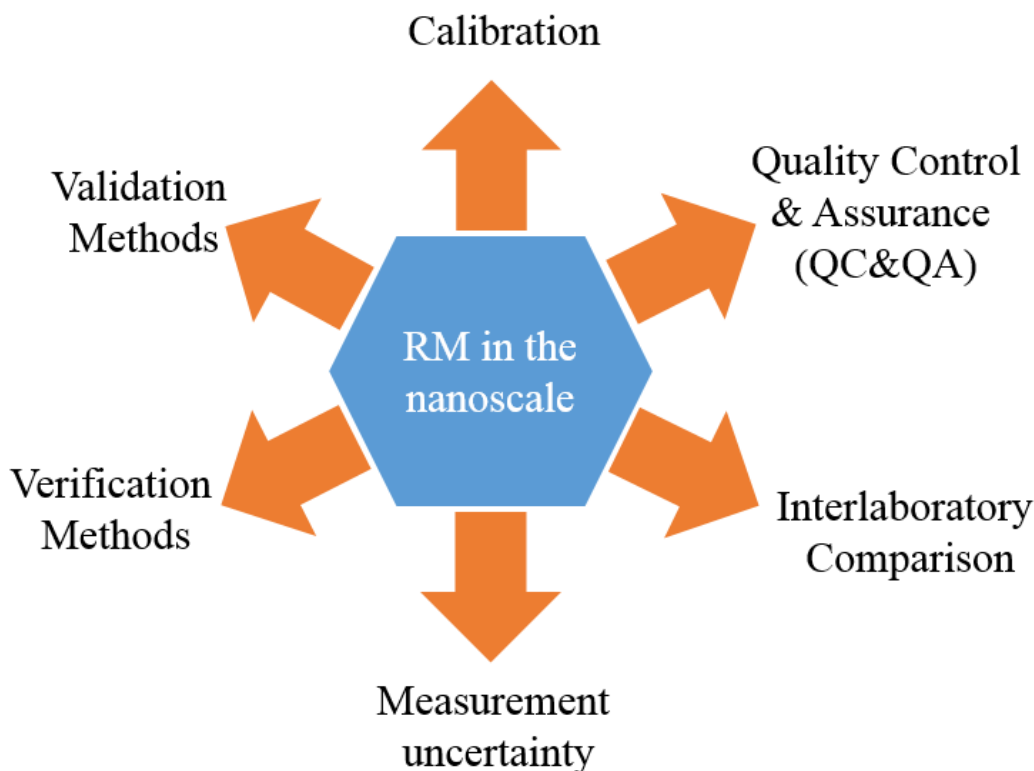 Calibration
Quality Control
& Assurance
(QC&QA)
Validation
Methods
RM in the
nanoscale
Verification
Methods
Interlaboratory
Comparison
Measurement
uncertainty